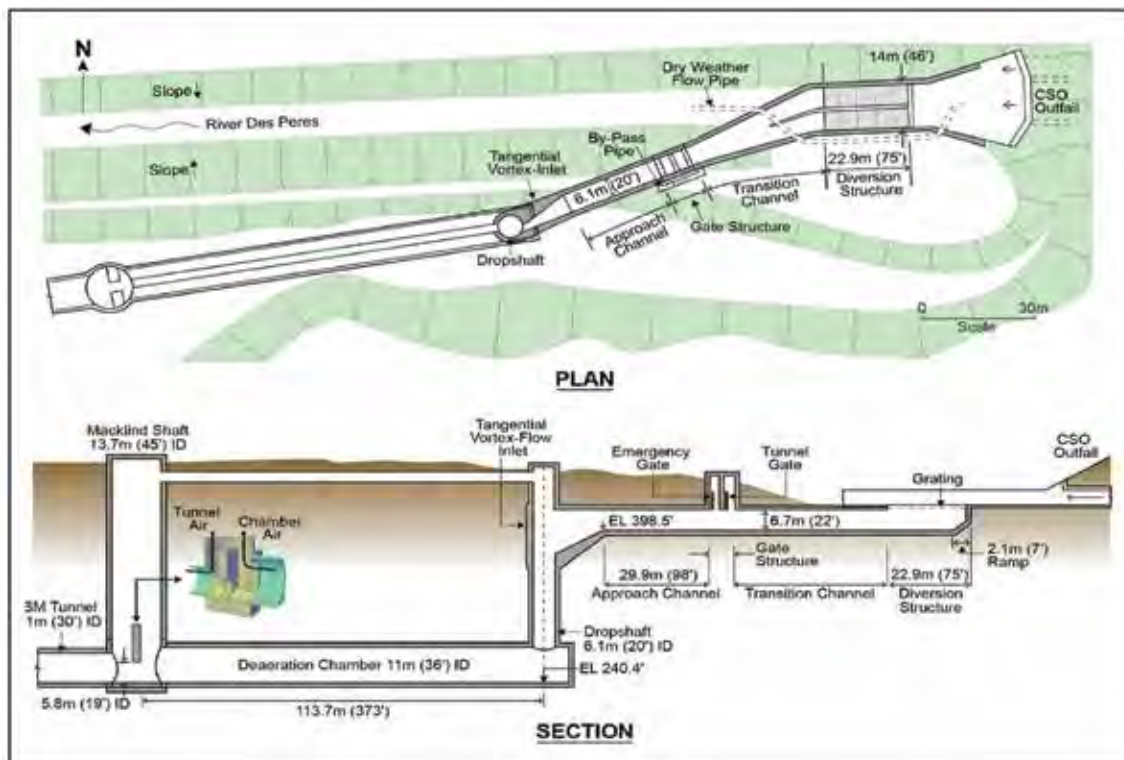 N
Slope
River Des Peres
Slope
Dry Weather
Flow Pipe
14m (46')
CSO
Outfall
By-Pass
Pipe
Tangential
Vortex-Inlet
6.1m (20')
22.9m (75')
Diversion
Structure
Transition
Channel
Gate Structure
Approach
Channel
Dropshaft
0 30m
Scale
PLAN
Macklind Shaft
13.7m (45') ID
Tangential
Vortex-Flow
Inlet
Emergency
Gate
Tunnel
Gate
CSO
Outfall
Grating
Tunnel
Air
Chamber
Air
EL 398.5'
6.7m (22')
2.1m (7')
Ramp
Gate
Structure
29.9m (98')
Approach Channel
Transition Channel
22.9m (75')
Diversion
Structure
3M Tunnel
1m (30') ID
Dropshaft
6.1m (20') ID
Deaeration Chamber 11m (36') ID
EL 240.4'
5.8m (19') ID
113.7m (373')
SECTION